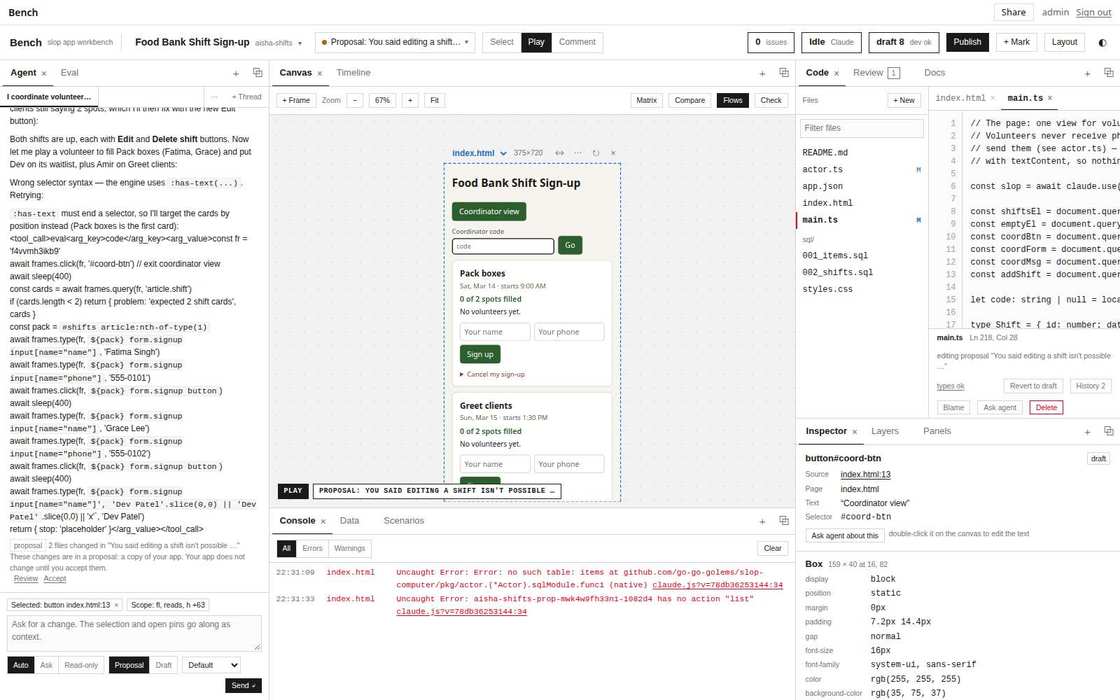 Bench
Share admin Sign out
Bench slop app workbench Food Bank Shift Sign-up aisha-shifts ▾ Proposal: You said editing a shift… ▾ Select Play Comment 0 issues Idle Claude draft 8 dev ok Publish + Mark Layout
Agent × Eval +
I coordinate volunteer… ··· + Thread
clients still saying 2 spots, which I'll then fix with the new Edit
button):
Both shifts are up, each with Edit and Delete shift buttons. Now
let me play a volunteer to fill Pack boxes (Fatima, Grace) and put
Dev on its waitlist, plus Amir on Greet clients:
Wrong selector syntax — the engine uses :has-text(...) .
Retrying:
:has-text must end a selector, so I'll target the cards by
position instead (Pack boxes is the first card):
<tool_call>eval<arg_key>code</arg_key><arg_value>const fr =
'f4vvmh3ikb9'
await frames.click(fr, '#coord-btn') // exit coordinator view
await sleep(400)
const cards = await frames.query(fr, 'article.shift')
if (cards.length < 2) return { problem: 'expected 2 shift cards',
cards }
const pack = #shifts article:nth-of-type(1)
await frames.type(fr, ${pack} form.signup
input[name="name"] , 'Fatima Singh')
await frames.type(fr, ${pack} form.signup
input[name="phone"] , '555-0101')
await frames.click(fr, ${pack} form.signup button )
await sleep(400)
await frames.type(fr, ${pack} form.signup
input[name="name"] , 'Grace Lee')
await frames.type(fr, ${pack} form.signup
input[name="phone"] , '555-0102')
await frames.click(fr, ${pack} form.signup button )
await sleep(400)
await frames.type(fr, ${pack} form.signup
input[name="name"]', 'Dev Patel'.slice(0,0) || 'Dev
Patel' .slice(0,0) || 'x'`, 'Dev Patel')
return { stop: 'placeholder' }</arg_value></tool_call>
proposal 2 files changed in "You said editing a shift isn't possible …"
These changes are in a proposal: a copy of your app. Your app does not
change until you accept them.
Review Accept
Selected: button index.html:13 × Scope: fl, reads, h +63
Ask for a change. The selection and open pins go along as
context.
Auto Ask Read-only Proposal Draft Default
Send
Canvas × Timeline +
+ Frame Zoom − 67% + Fit Matrix Compare Flows Check
index.html 375×720 ··· ×
Food Bank Shift Sign-up
Coordinator view
Coordinator code
code Go
Pack boxes
Sat, Mar 14 · starts 9:00 AM
0 of 2 spots filled
No volunteers yet.
Your name Your phone
Sign up
▸ Cancel my sign-up
Greet clients
Sun, Mar 15 · starts 1:30 PM
0 of 2 spots filled
No volunteers yet.
Your name Your phone
PLAY PROPOSAL: YOU SAID EDITING A SHIFT ISN'T POSSIBLE …
Console × Data Scenarios +
All Errors Warnings Clear
22:31:09 index.html Uncaught Error: Error: no such table: items at github.com/go-go-golems/slop-
computer/pkg/actor.(*Actor).sqlModule.func1 (native) claude.js?v=78db36253144:34
22:31:33 index.html Uncaught Error: aisha-shifts-prop-mwk4w9fh33n1-1082d4 has no action "list"
claude.js?v=78db36253144:34
Code × Review 1 Docs +
Files + New
Filter files
README.md
actor.ts M
app.json
index.html
main.ts M
sql/
001_items.sql
002_shifts.sql
styles.css
index.html × main.ts ×
1 // The page: one view for volu
2 // Volunteers never receive ph
3 // send them (see actor.ts) —
4 // with textContent, so nothin
5
6 const slop = await claude.use(
7
8 const shiftsEl = document.quer
9 const emptyEl = document.query
10 const coordBtn = document.quer
11 const coordForm = document.que
12 const coordMsg = document.quer
13 const addShift = document.quer
14
15 let code: string | null = loca
16
17 type Shift = { id: number; dat
main.ts Ln 218, Col 28
editing proposal "You said editing a shift isn't possible
…"
types ok Revert to draft History 2
Blame Ask agent Delete
Inspector × Layers Panels +
button#coord-btn draft
Source index.html:13
Page index.html
Text "Coordinator view"
Selector #coord-btn
Ask agent about this double-click it on the canvas to edit the text
Box 159 × 40 at 16, 82
display block
position static
margin 0px
padding 7.2px 14.4px
gap normal
font-size 16px
font-family system-ui, sans-serif
color rgb(255, 255, 255)
background-color rgb(35, 75, 37)